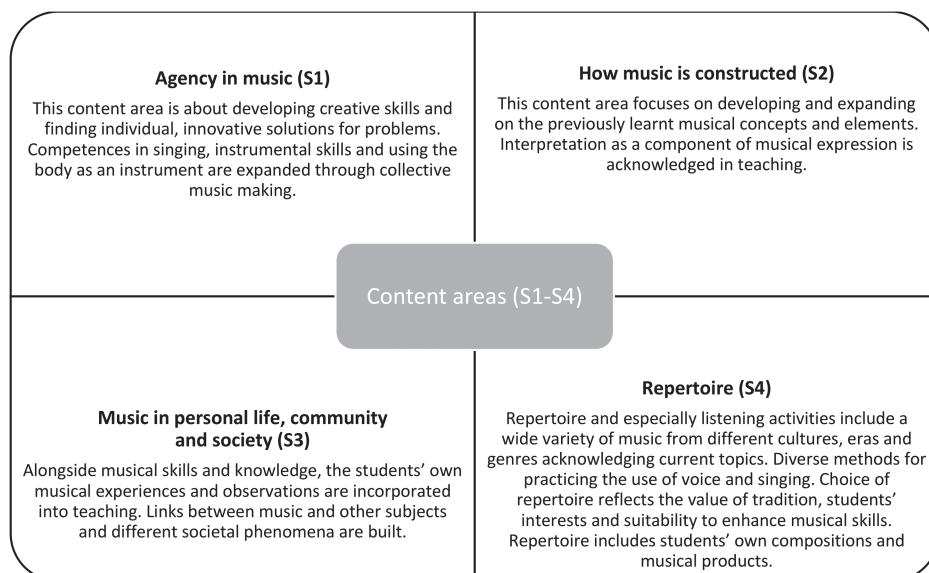 Agency in music (S1)
This content area is about developing creative skills and
finding individual, innovative solutions for problems.
Competences in singing, instrumental skills and using the
body as an instrument are expanded through collective
music making.
How music is constructed (S2)
This content area focuses on developing and expanding
on the previously learnt musical concepts and elements.
Interpretation as a component of musical expression is
acknowledged in teaching.
Content areas (S1-S4)
Music in personal life, community
and society (S3)
Alongside musical skills and knowledge, the students’ own
musical experiences and observations are incorporated
into teaching. Links between music and other subjects
and different societal phenomena are built.
Repertoire (S4)
Repertoire and especially listening activities include a
wide variety of music from different cultures, eras and
genres acknowledging current topics. Diverse methods for
practicing the use of voice and singing. Choice of
repertoire reflects the value of tradition, students’
interests and suitability to enhance musical skills.
Repertoire includes students’ own compositions and
musical products.